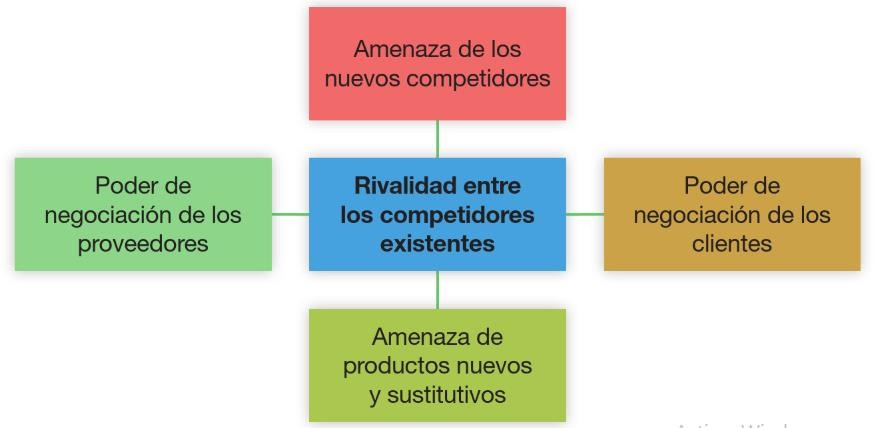 Amenaza de los
nuevos competidores
Poder de
negociación de los
proveedores
Rivalidad entre
los competidores
existentes
Poder de
negociación de los
clientes
Amenaza de
productos nuevos
y sustitutivos